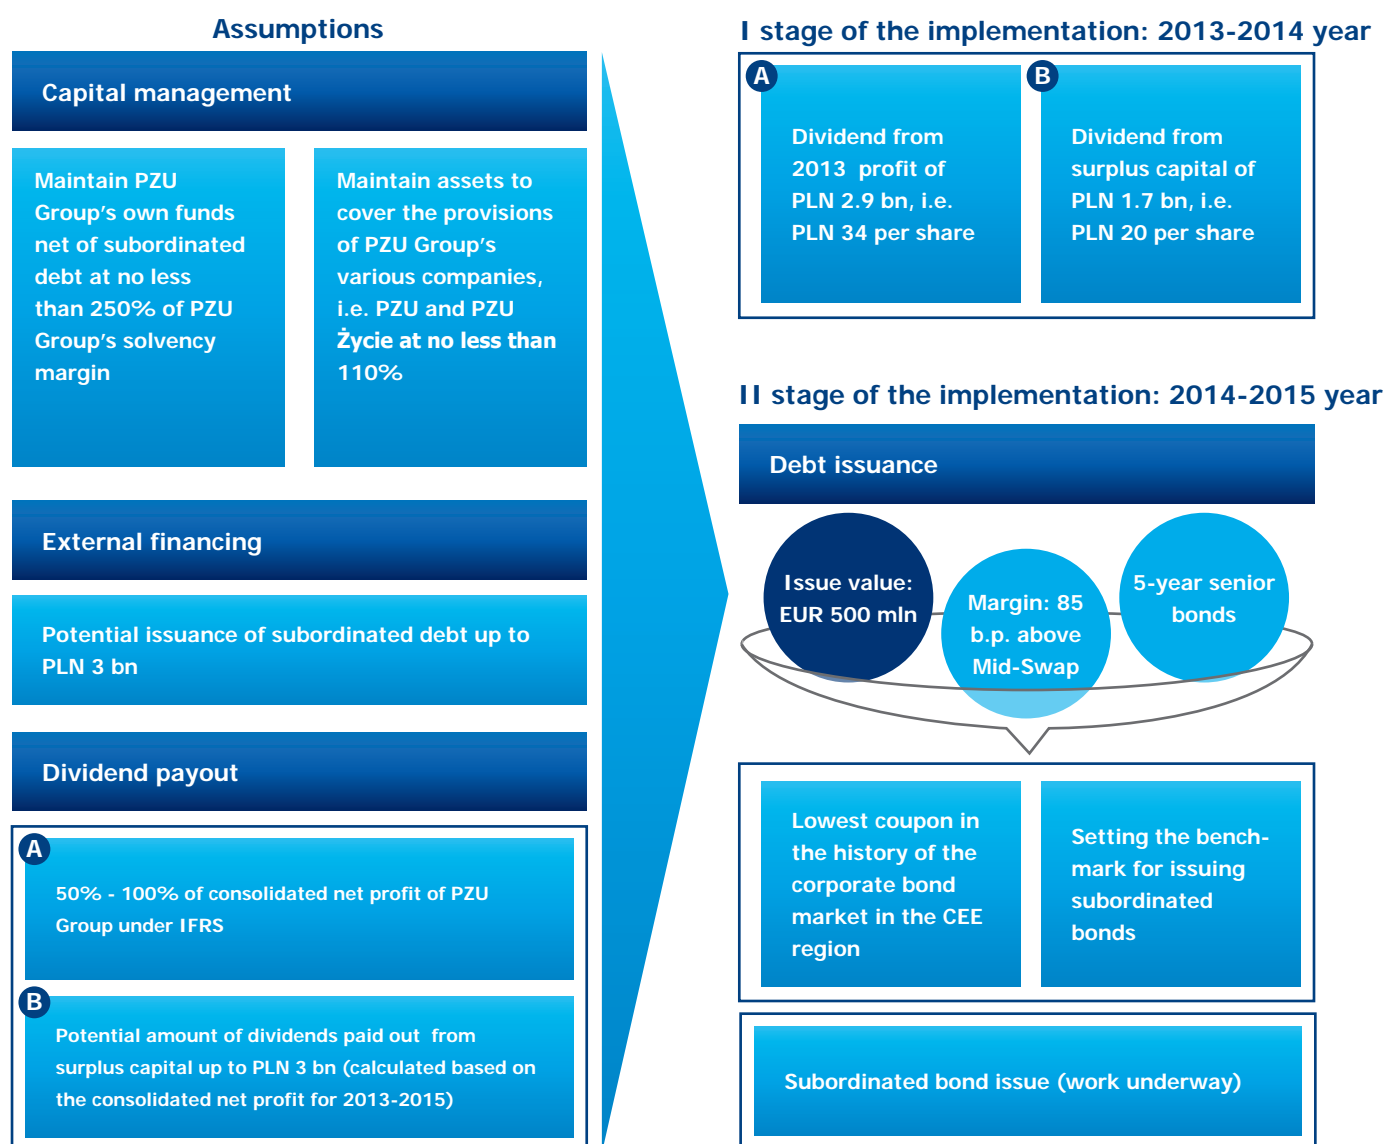 Assumptions
Capital management
Maintain PZU
Group's own funds
net of subordinated
debt at no less
than 250% of PZU
Group's solvency
margin
Maintain assets to
cover the provisions
of PZU Group's
various companies,
i.e. PZU and PZU
Życie at no less than
110%
External financing
Potential issuance of subordinated debt up to
PLN 3 bn
Dividend payout
A
50% - 100% of consolidated net profit of PZU
Group under IFRS
B
Potential amount of dividends paid out from
surplus capital up to PLN 3 bn (calculated based on
the consolidated net profit for 2013-2015)
I stage of the implementation: 2013-2014 year
A
Dividend from
2013 profit of
PLN 2.9 bn, i.e.
PLN 34 per share
B
Dividend from
surplus capital of
PLN 1.7 bn, i.e.
PLN 20 per share
II stage of the implementation: 2014-2015 year
Debt issuance
Issue value:
EUR 500 mln
Margin: 85
b.p. above
Mid-Swap
5-year senior
bonds
Lowest coupon in
the history of the
corporate bond
market in the CEE
region
Setting the bench-
mark for issuing
subordinated
bonds
Subordinated bond issue (work underway)